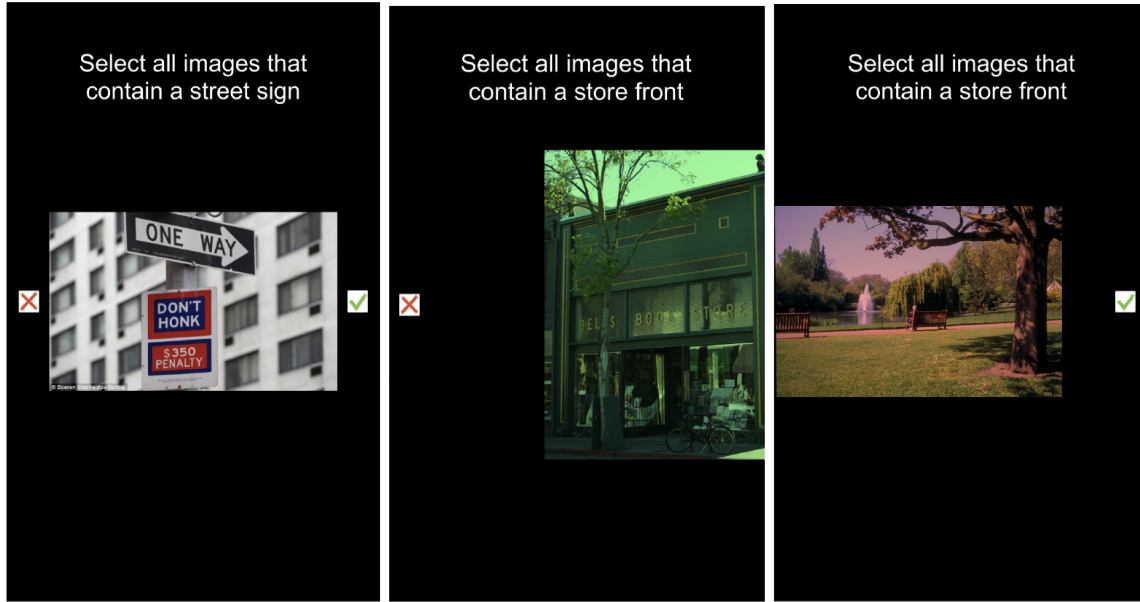 Select all images that
contain a street sign
ONE WAY
DON'T
HONK
$350
PENALTY
Select all images that
contain a store front
BELL'S BOOK STORE
Select all images that
contain a store front